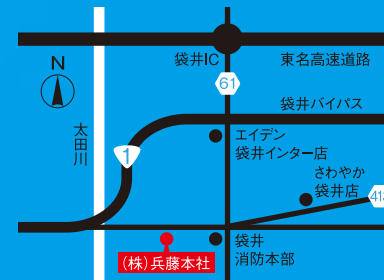 N
袋井IC
東名高速道路
61
袋井バイパス
太田川
1
エイデン
袋井インター店
さわやか
袋井店
413
袋井
消防本部
(株)兵藤本社